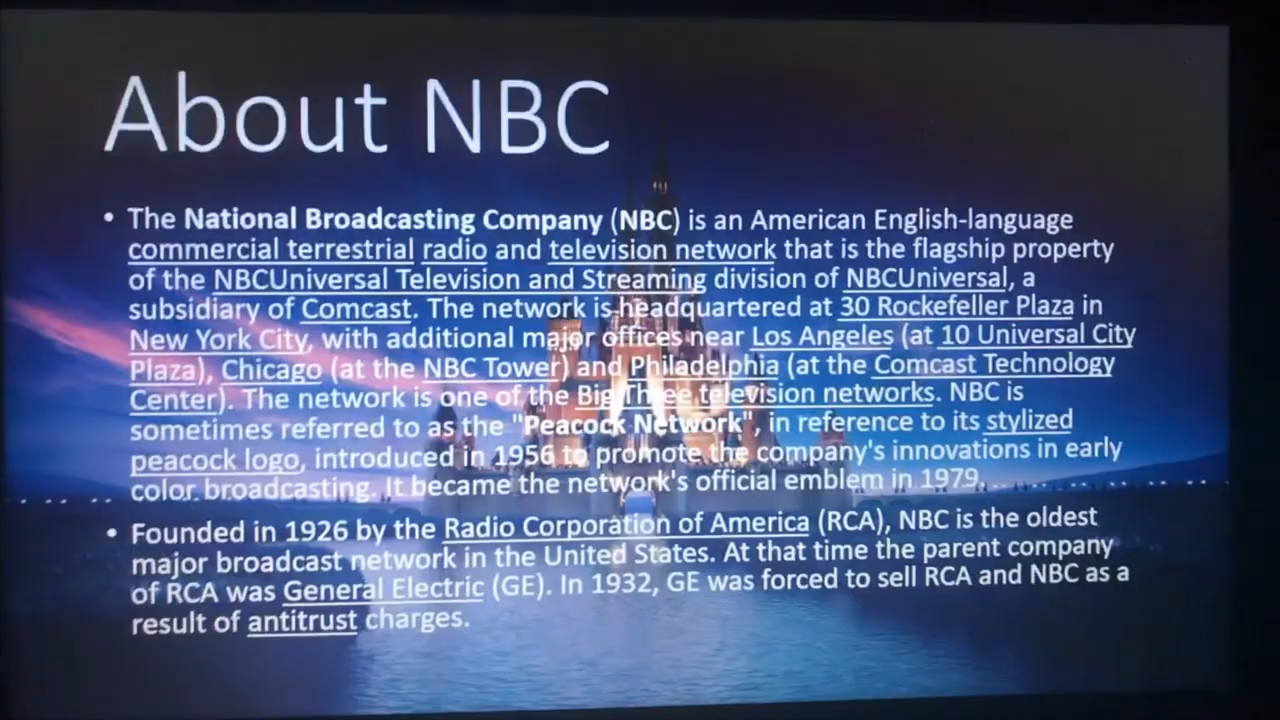 About NBC
• The National Broadcasting Company (NBC) is an American English-language
commercial terrestrial radio and television network that is the flagship property
of the NBCUniversal Television and Streaming division of NBCUniversal, a
subsidiary of Comcast. The network is headquartered at 30 Rockefeller Plaza in
New York City, with additional major offices near Los Angeles (at 10 Universal City
Plaza), Chicago (at the NBC Tower) and Philadelphia (at the Comcast Technology
Center). The network is one of the Big Three television networks. NBC is
sometimes referred to as the "Peacock Network", in reference to its stylized
peacock logo, introduced in 1956 to promote the company's innovations in early
color broadcasting. It became the network's official emblem in 1979.
• Founded in 1926 by the Radio Corporation of America (RCA), NBC is the oldest
major broadcast network in the United States. At that time the parent company
of RCA was General Electric (GE). In 1932, GE was forced to sell RCA and NBC as a
result of antitrust charges.